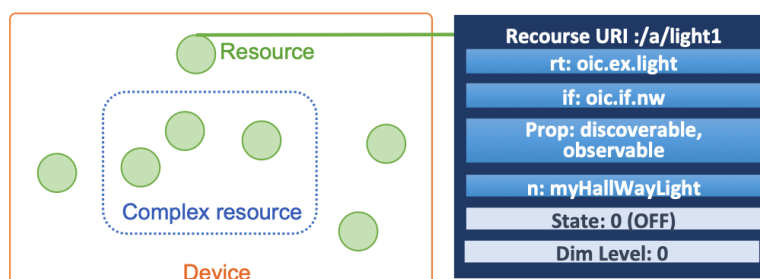 Resource
Complex resource
Device
Recourse URI :/a/light1
rt: oic.ex.light
if: oic.if.nw
Prop: discoverable,
observable
n: myHallWayLight
State: 0 (OFF)
Dim Level: 0